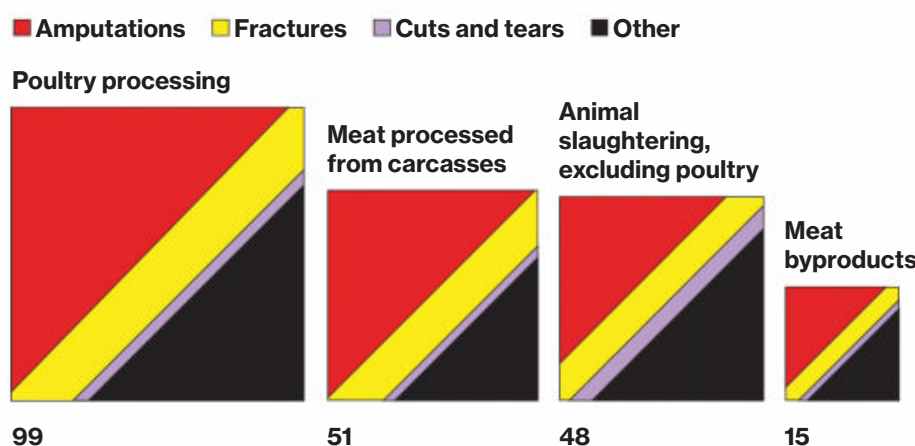 Amputations Fractures Cuts and tears Other
Poultry processing
Meat processed
from carcasses
Animal
slaughtering,
excluding poultry
Meat
byproducts
99 51 48 15